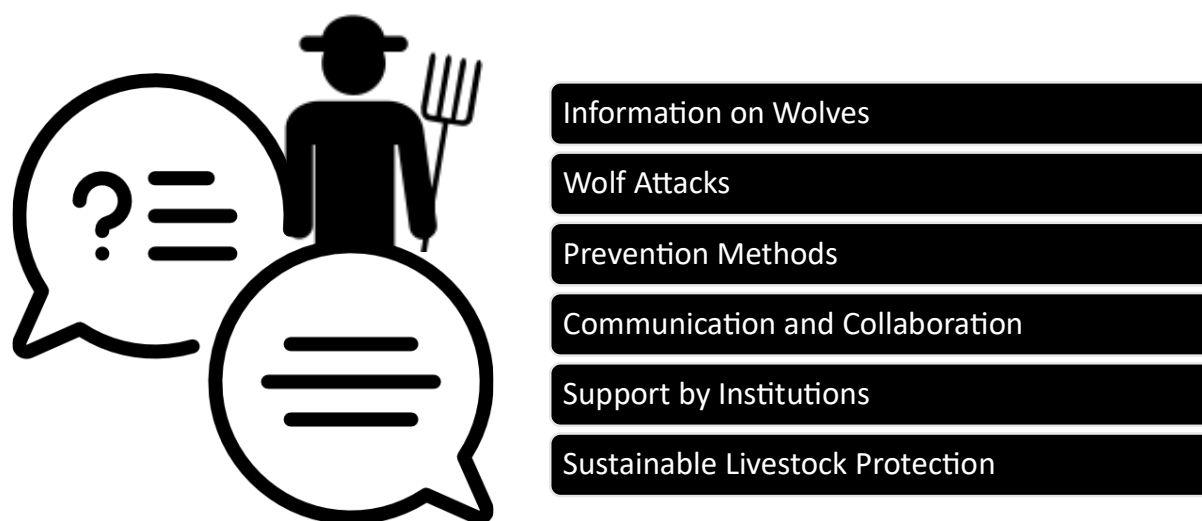 ?
Information on Wolves
Wolf Attacks
Prevention Methods
Communication and Collaboration
Support by Institutions
Sustainable Livestock Protection